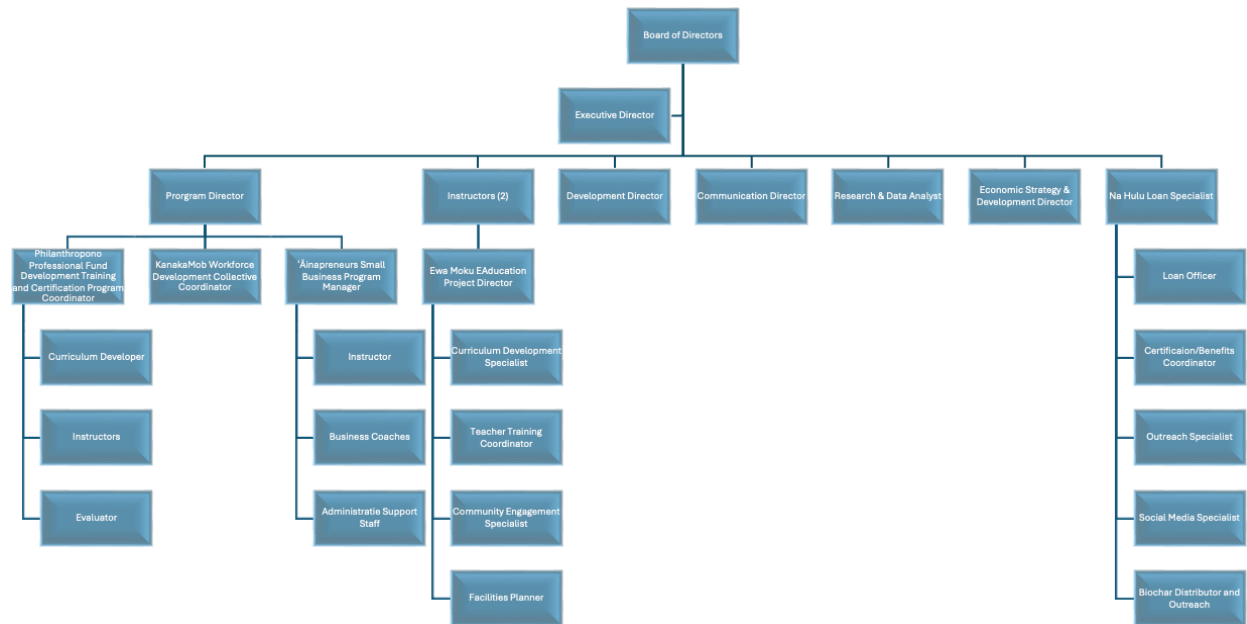 Board of Directors
Executive Director
Prorgram Director
Instructors (2)
Development Director
Communication Director
Research & Data Analyst
Economic Strategy &
Development Director
Na Hulu Loan Specialist
Philanthropono
Professional Fund
Development Training
and Certification Program
Coordinator
KanakaMob Workforce
Development Collective
Coordinator
ʻĀinapreneurs Small
Business Program
Manager
Ewa Moku EAducation
Project Director
Loan Officer
Curriculum Developer
Instructor
Curriculum Development
Specialist
Certificaion/Benefits
Coordinator
Instructors
Business Coaches
Teacher Training
Coordinator
Outreach Specialist
Evaluator
Administratie Support
Staff
Community Engagement
Specialist
Social Media Specialist
Facilities Planner
Biochar Distributor and
Outreach